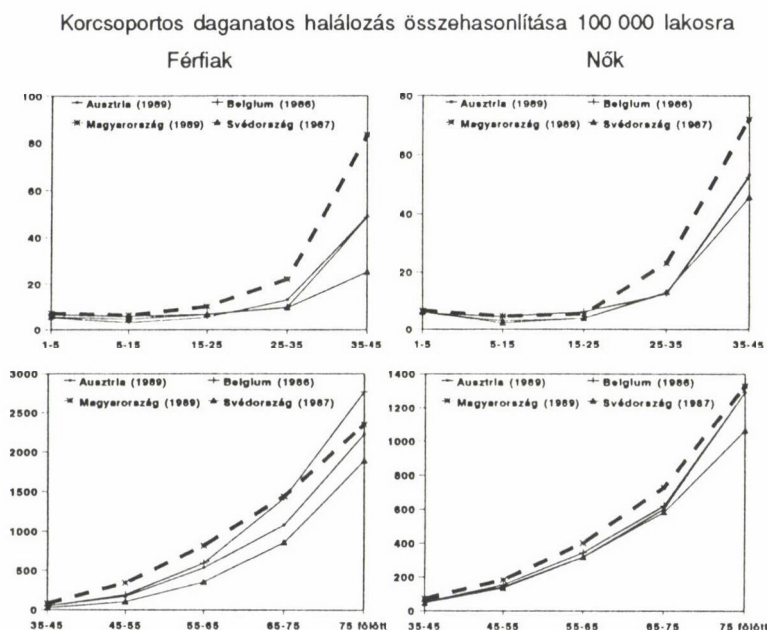 Korcsoportos daganatos halálozás összehasonlítása 100 000 lakosra
Férfiak
Nők
100
80
60
40
20
0
Ausztria (1989)
Belgium (1986)
Magyarország (1989)
Svédország (1987)
1-5
5-15
15-25
25-35
35-45
80
60
40
20
0
Ausztria (1989)
Belgium (1986)
Magyarország (1989)
Svédország (1987)
1-5
5-15
15-25
25-35
35-45
3000
2500
2000
1500
1000
500
0
Ausztria (1989)
Belgium (1986)
Magyarország (1989)
Svédország (1987)
35-45
45-55
55-65
65-75
75 fölött
1400
1200
1000
800
600
400
200
0
Ausztria (1989)
Belgium (1986)
Magyarország (1989)
Svédország (1987)
35-45
45-55
55-65
65-75
75 fölött